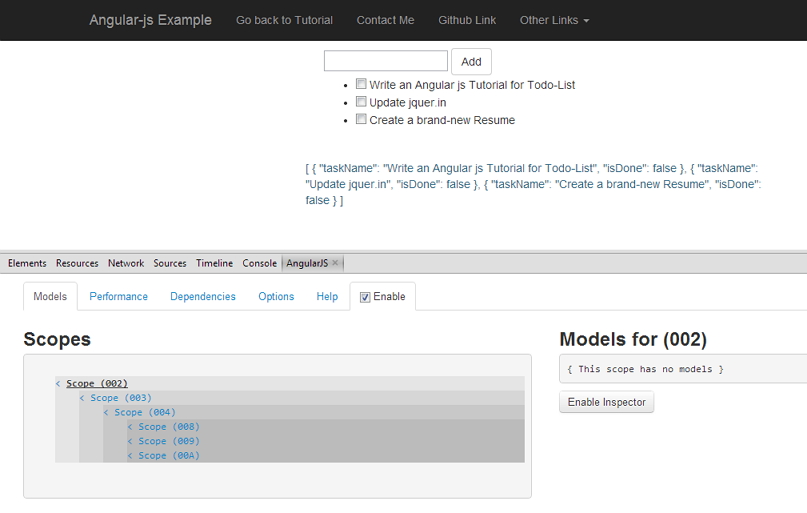 Angular-js Example Go back to Tutorial Contact Me Github Link Other Links
Add
Write an Angular js Tutorial for Todo-List
Update jquer.in
Create a brand-new Resume
[ { "taskName": "Write an Angular js Tutorial for Todo-List", "isDone": false }, { "taskName":
"Update jquer.in", "isDone": false }, { "taskName": "Create a brand-new Resume", "isDone":
false } ]
Elements Resources Network Sources Timeline Console AngularJS ×
Models Performance Dependencies Options Help Enable
Scopes
< Scope (002)
< Scope (003)
< Scope (004)
< Scope (008)
< Scope (009)
< Scope (00A)
Models for (002)
{ This scope has no models }
Enable Inspector